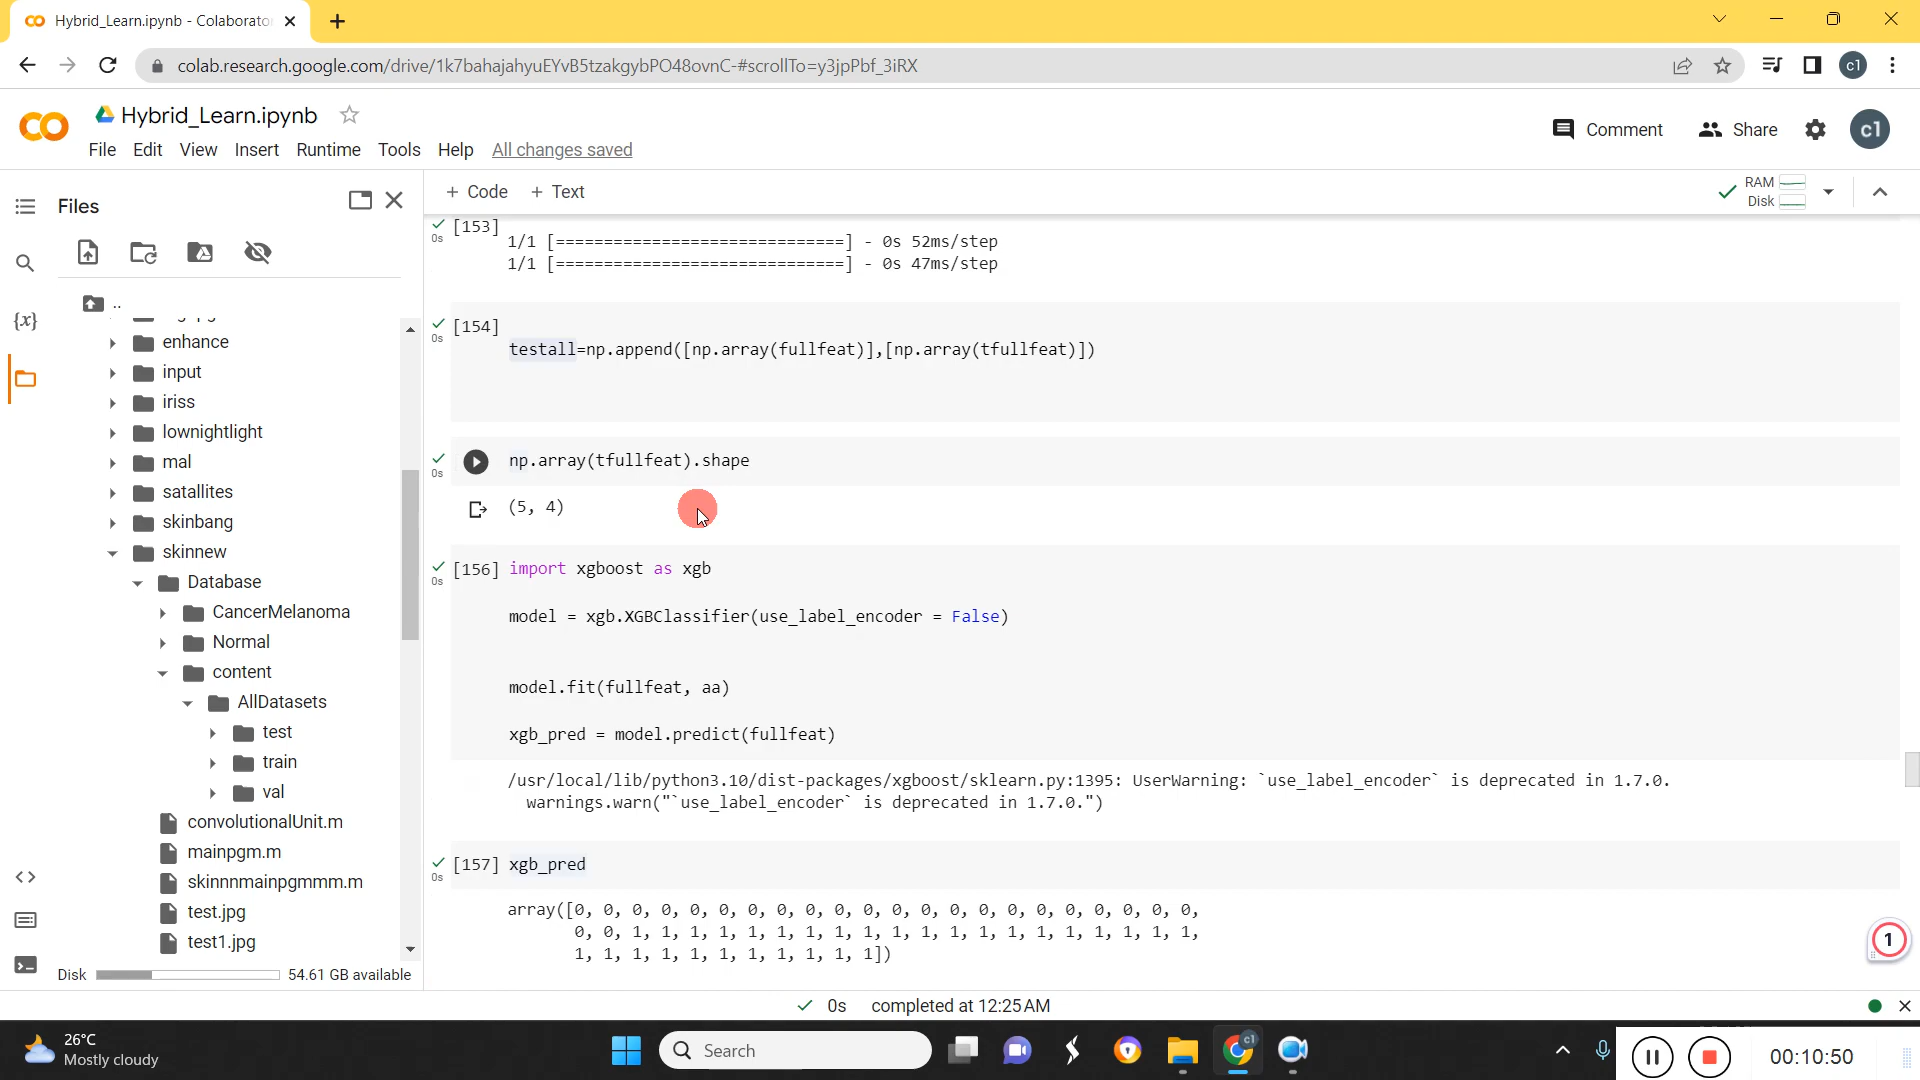 Hybrid_Learn.ipynb - Colaborato
colab.research.google.com/drive/1k7bahajahyuEYvB5tzakgybPO48ovnC-#scrollTo=y3jpPbf_3iRX
c1
Hybrid_Learn.ipynb
Comment
Share
c1
File Edit View Insert Runtime Tools Help All changes saved
Files
+ Code + Text
RAM
Disk
..
enhance
input
iriss
lownightlight
mal
satallites
skinbang
skinnew
Database
CancerMelanoma
Normal
content
AllDatasets
test
train
val
convolutionalUnit.m
mainpgm.m
skinnnmainpgmmm.m
test.jpg
test1.jpg
Disk 54.61 GB available
{x}
<>
0s [153]
1/1 [==============================] - 0s 52ms/step
1/1 [==============================] - 0s 47ms/step
0s [154]
testall=np.append([np.array(fullfeat)],[np.array(tfullfeat)])
0s
np.array(tfullfeat).shape
(5, 4)
0s [156] import xgboost as xgb
model = xgb.XGBClassifier(use_label_encoder = False)
model.fit(fullfeat, aa)
xgb_pred = model.predict(fullfeat)
/usr/local/lib/python3.10/dist-packages/xgboost/sklearn.py:1395: UserWarning: `use_label_encoder` is deprecated in 1.7.0.
warnings.warn("`use_label_encoder` is deprecated in 1.7.0.")
0s [157] xgb_pred
array([0, 0, 0, 0, 0, 0, 0, 0, 0, 0, 0, 0, 0, 0, 0, 0, 0, 0, 0, 0, 0, 0,
0, 0, 1, 1, 1, 1, 1, 1, 1, 1, 1, 1, 1, 1, 1, 1, 1, 1, 1, 1, 1, 1,
1, 1, 1, 1, 1, 1, 1, 1, 1, 1, 1])
1
0s completed at 12:25 AM
26°C
Mostly cloudy
Search
c1
00:10:50